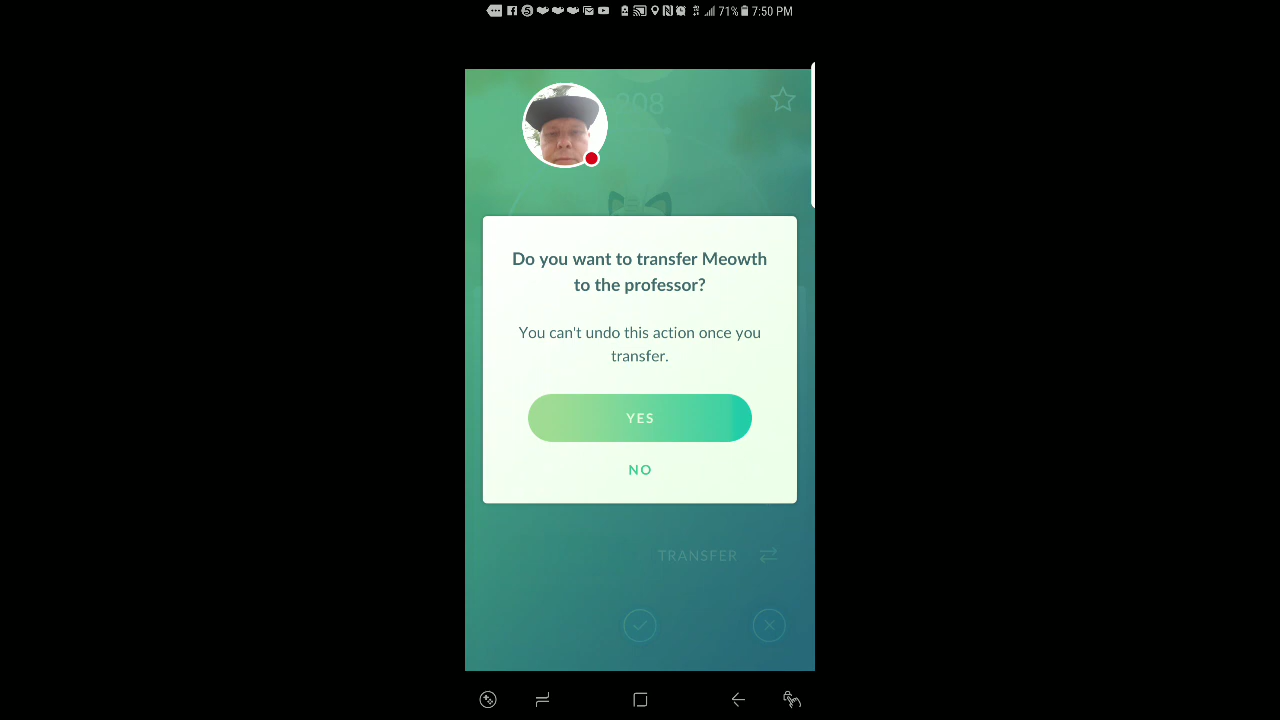 71% 7:50 PM
Do you want to transfer Meowth
to the professor?
You can't undo this action once you
transfer.
YES
NO
TRANSFER